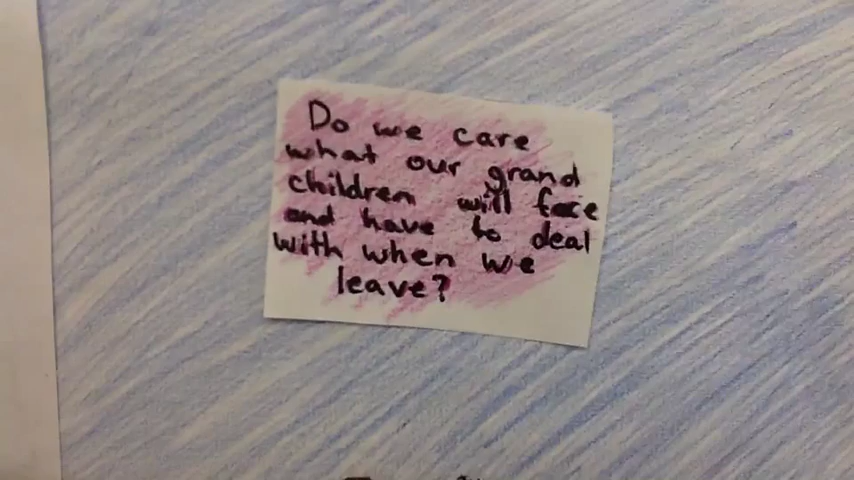 Do we care
what our grand
children will face
and have to deal
with when we
leave?